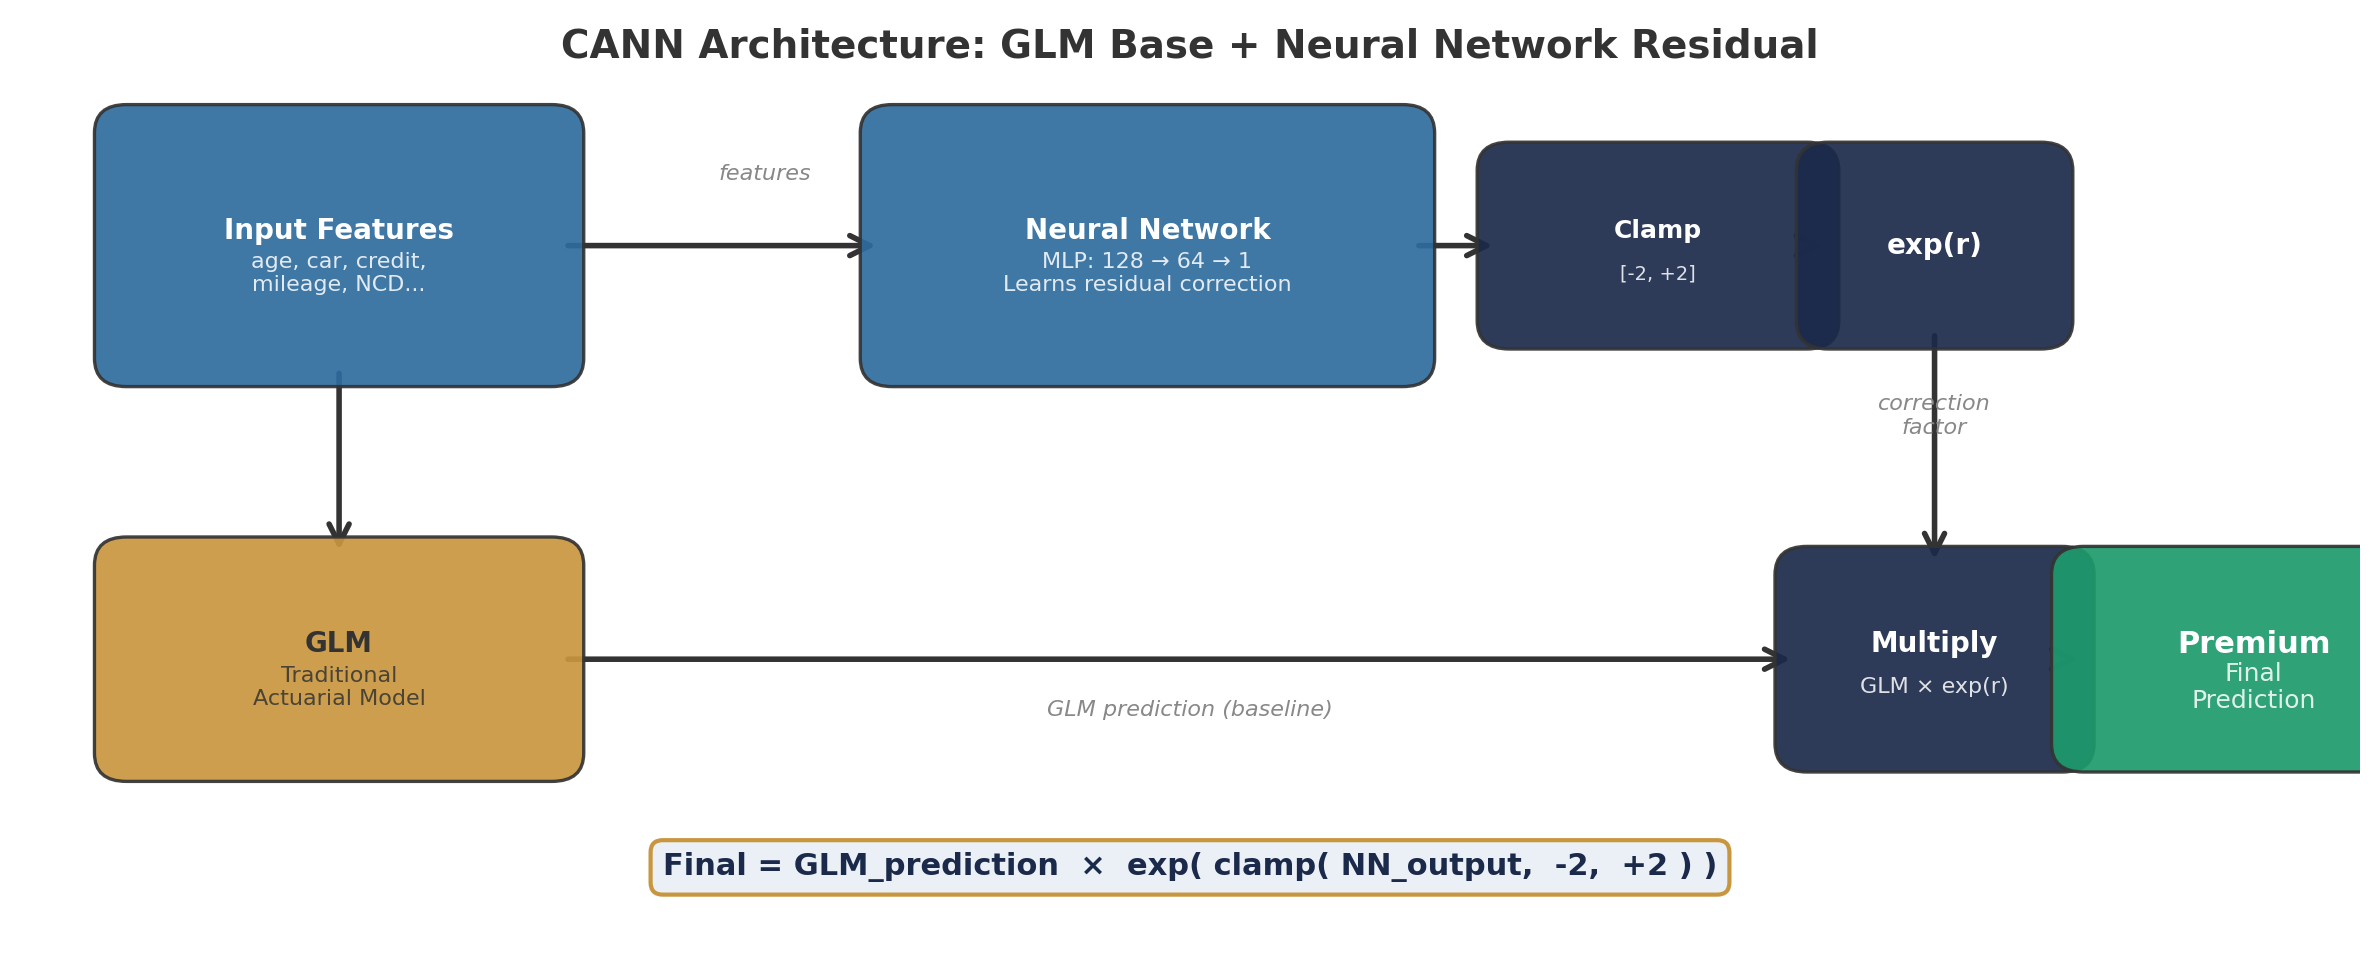 CANN Architecture: GLM Base + Neural Network Residual
features
Input Features
age, car, credit,
mileage, NCD...
Neural Network
MLP: 128 → 64 → 1
Learns residual correction
Clamp
[-2, +2]
exp(r)
correction
factor
GLM
Traditional
Actuarial Model
GLM prediction (baseline)
Multiply
GLM × exp(r)
Premium
Final
Prediction
Final = GLM_prediction × exp( clamp( NN_output, -2, +2 ) )